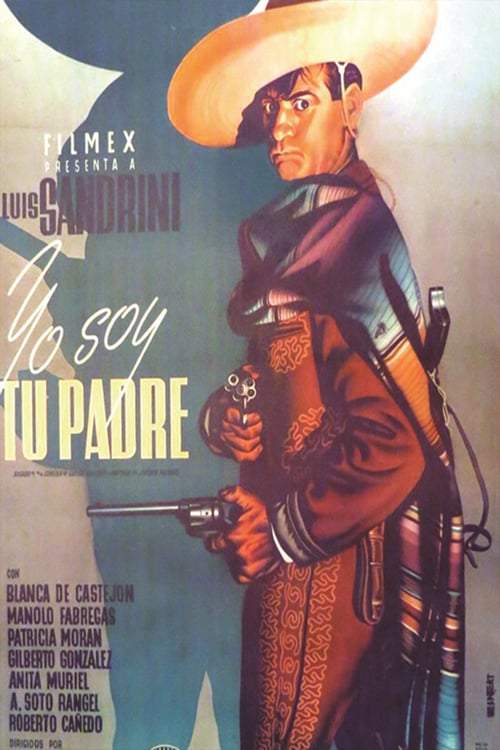 FILMEX
PRESENTA A
LUIS SANDRINI
Yo soy
TU PADRE
CON
BLANCA DE CASTEJON
MANOLO FABREGAS
PATRICIA MORAN
GILBERTO GONZALEZ
ANITA MURIEL
A. SOTO RANGEL
ROBERTO CAÑEDO
DIRIGIDOS POR